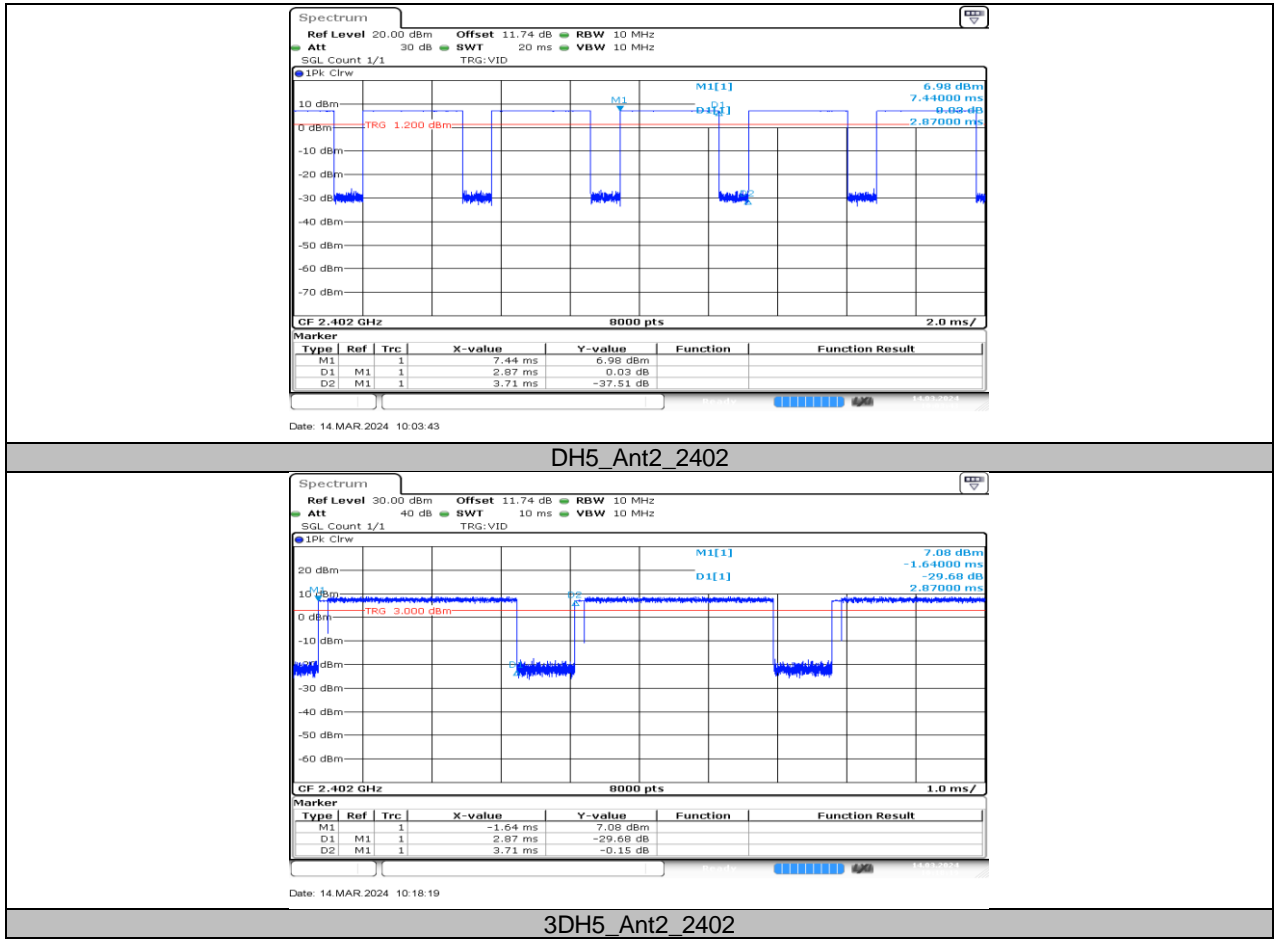 Spectrum
Ref Level 20.00 dBm Offset 11.74 dB RBW 10 MHz
Att 30 dB SWT 20 ms VBW 10 MHz
SGL Count 1/1 TRG:VID
1Pk Clrw
M1[1] 6.98 dBm
7.44000 ms
D1[1] 0.03 dB
2.87000 ms
M1
D1
10 dBm
0 dBm
TRG 1.200 dBm
-10 dBm
-20 dBm
-30 dB
D2
-40 dBm
-50 dBm
-60 dBm
-70 dBm
CF 2.402 GHz 8000 pts 2.0 ms/
Marker
Type Ref Trc X-value Y-value Function Function Result
M1 1 7.44 ms 6.98 dBm
D1 M1 1 2.87 ms 0.03 dB
D2 M1 1 3.71 ms -37.51 dB
Ready
14.03.2024
Date: 14.MAR.2024 10:03:43
DH5_Ant2_2402
Spectrum
Ref Level 30.00 dBm Offset 11.74 dB RBW 10 MHz
Att 40 dB SWT 10 ms VBW 10 MHz
SGL Count 1/1 TRG:VID
1Pk Clrw
M1[1] 7.08 dBm
-1.64000 ms
D1[1] -29.68 dB
2.87000 ms
20 dBm
M1
10 dBm
D2
TRG 3.000 dBm
0 dBm
-10 dBm
-20 dBm
-30 dBm
-40 dBm
-50 dBm
-60 dBm
CF 2.402 GHz 8000 pts 1.0 ms/
Marker
Type Ref Trc X-value Y-value Function Function Result
M1 1 -1.64 ms 7.08 dBm
D1 M1 1 2.87 ms -29.68 dB
D2 M1 1 3.71 ms -0.15 dB
Ready
14.03.2024
Date: 14.MAR.2024 10:18:19
3DH5_Ant2_2402